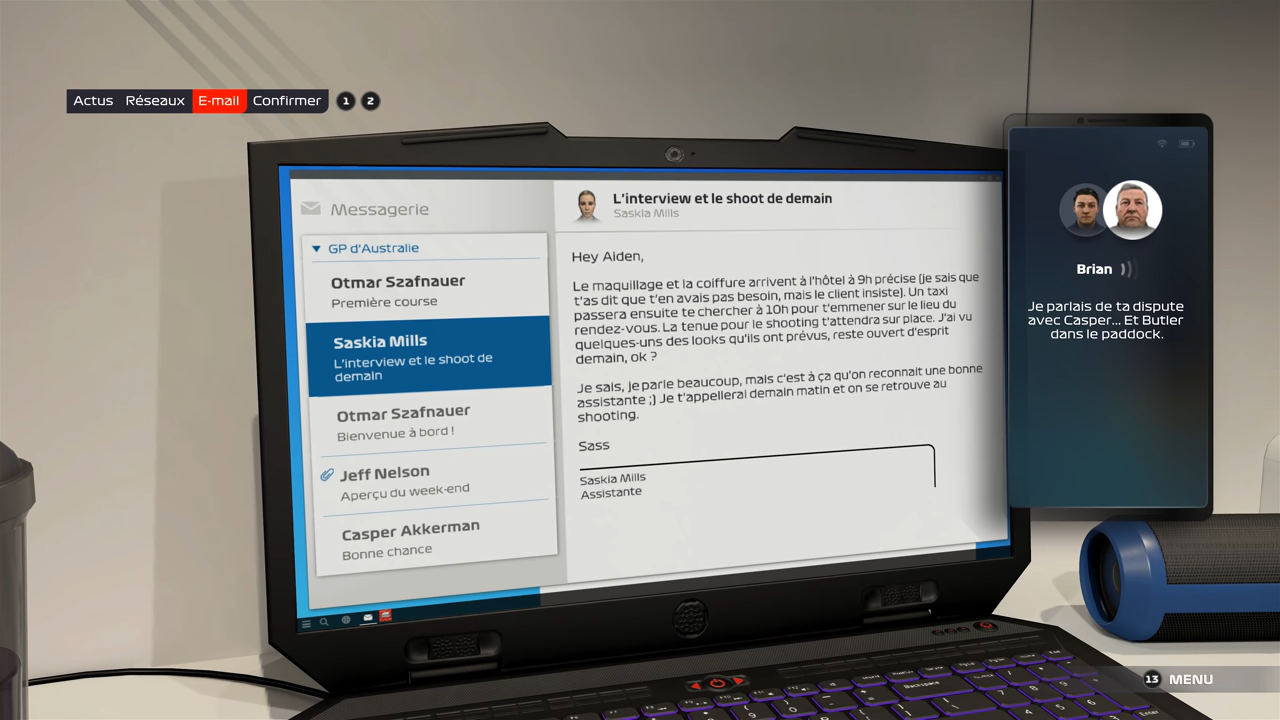 Actus Réseaux E-mail Confirmer 1 2
Messagerie
GP d'Australie
Otmar Szafnauer
Première course
Saskia Mills
L'interview et le shoot de
demain
Otmar Szafnauer
Bienvenue à bord !
Jeff Nelson
Aperçu du week-end
Casper Akkerman
Bonne chance
L'interview et le shoot de demain
Saskia Mills
Hey Aiden,
Le maquillage et la coiffure arrivent à l'hôtel à 9h précise (je sais que
t'as dit que t'en avais pas besoin, mais le client insiste). Un taxi
passera ensuite te chercher à 10h pour t'emmener sur le lieu du
rendez-vous. La tenue pour le shooting t'attendra sur place. J'ai vu
quelques-uns des looks qu'ils ont prévus, reste ouvert d'esprit
demain, ok ?
Je sais, je parle beaucoup, mais c'est à ça qu'on reconnait une bonne
assistante ;) Je t'appellerai demain matin et on se retrouve au
shooting.
Sass
Saskia Mills
Assistante
Brian
Je parlais de ta dispute
avec Casper... Et Butler
dans le paddock.
13 MENU